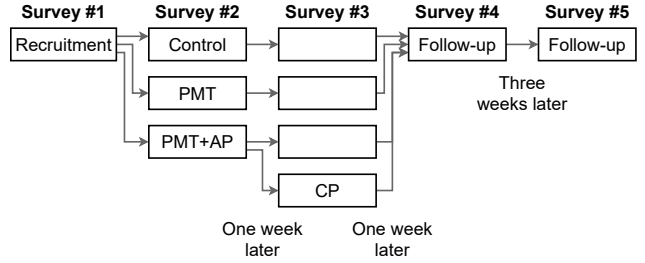 Survey #1 Survey #2 Survey #3 Survey #4 Survey #5
Recruitment Control Follow-up Follow-up
PMT
Three
weeks later
PMT+AP
CP
One week One week
later later